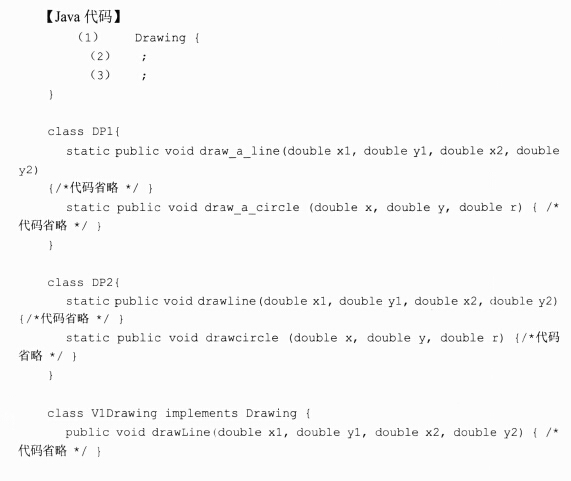 【Java 代码】
（1） Drawing {
（2） ;
（3） ;
}
class DP1{
static public void draw_a_line(double x1, double y1, double x2, double
y2)
{/*代码省略 */ }
static public void draw_a_circle (double x, double y, double r) { /*
代码省略 */ }
}
class DP2{
static public void drawline(double x1, double y1, double x2, double y2)
{/*代码省略 */ }
static public void drawcircle (double x, double y, double r) {/*代码
省略 */ }
}
class V1Drawing implements Drawing {
public void drawLine(double x1, double y1, double x2, double y2) { /*
代码省略 */ }